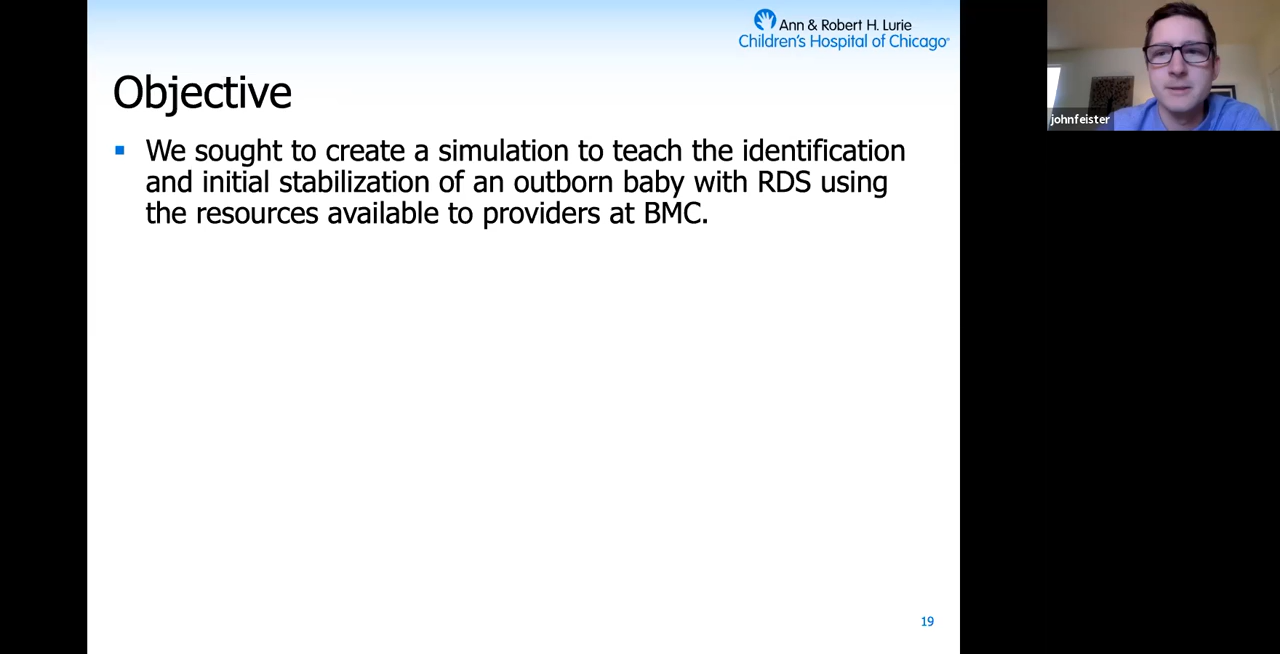 Ann & Robert H. Lurie
Children's Hospital of Chicago®
johnfeister
Objective
▪ We sought to create a simulation to teach the identification
and initial stabilization of an outborn baby with RDS using
the resources available to providers at BMC.
19